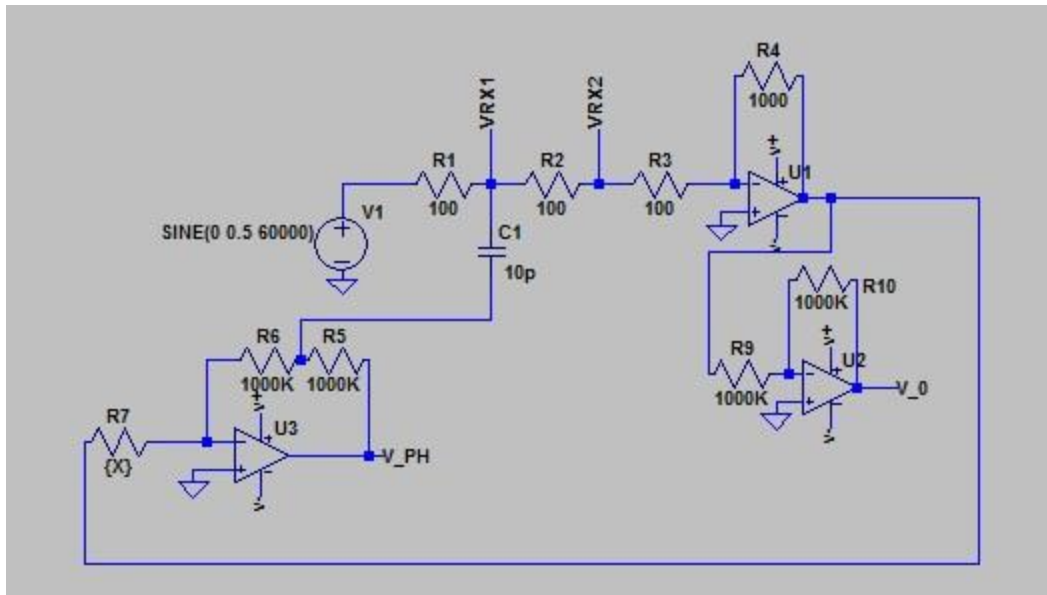 R4
1000
VRX1
VRX2
V+
U1
R1
100
R2
100
R3
100
V1
SINE(0 0.5 60000)
C1
10p
R10
1000K
V+
U2
R9
1000K
V_0
R6
1000K
R5
1000K
V+
U3
R7
{X}
V_PH